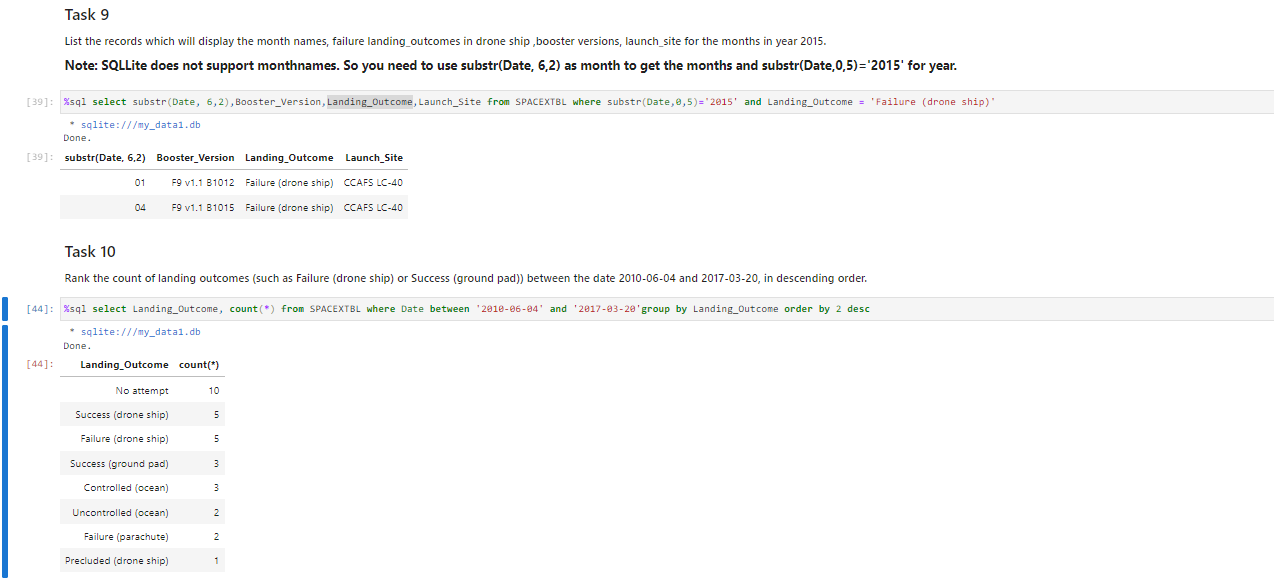 Task 9
List the records which will display the month names, failure landing_outcomes in drone ship ,booster versions, launch_site for the months in year 2015.
Note: SQLLite does not support monthnames. So you need to use substr(Date, 6,2) as month to get the months and substr(Date,0,5)='2015' for year.
[39]: %sql select substr(Date, 6,2),Booster_Version,Landing_Outcome,Launch_Site from SPACEXTBL where substr(Date,0,5)='2015' and Landing_Outcome = 'Failure (drone ship)'
* sqlite:///my_data1.db
Done.
[39]: substr(Date, 6,2) Booster_Version Landing_Outcome Launch_Site
01 F9 v1.1 B1012 Failure (drone ship) CCAFS LC-40
04 F9 v1.1 B1015 Failure (drone ship) CCAFS LC-40
Task 10
Rank the count of landing outcomes (such as Failure (drone ship) or Success (ground pad)) between the date 2010-06-04 and 2017-03-20, in descending order.
[44]: %sql select Landing_Outcome, count(*) from SPACEXTBL where Date between '2010-06-04' and '2017-03-20'group by Landing_Outcome order by 2 desc
* sqlite:///my_data1.db
Done.
[44]: Landing_Outcome count(*)
No attempt 10
Success (drone ship) 5
Failure (drone ship) 5
Success (ground pad) 3
Controlled (ocean) 3
Uncontrolled (ocean) 2
Failure (parachute) 2
Precluded (drone ship) 1